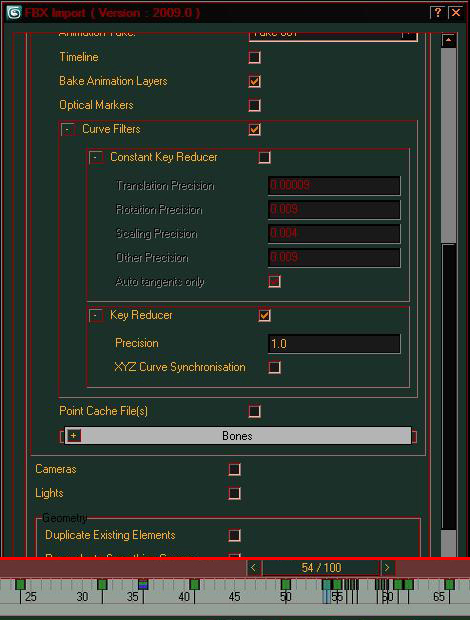 FBX Import ( Version : 2009.0 )
Animation Take: Take 001
Timeline
Bake Animation Layers
Optical Markers
- Curve Filters
- Constant Key Reducer
Translation Precision 0.00009
Rotation Precision 0.009
Scaling Precision 0.004
Other Precision 0.009
Auto tangents only
- Key Reducer
Precision 1.0
XYZ Curve Synchronisation
Point Cache File(s)
+ Bones
Cameras
Lights
Geometry
Duplicate Existing Elements
< 54 / 100 >
25 30 35 40 45 50 55 60 65